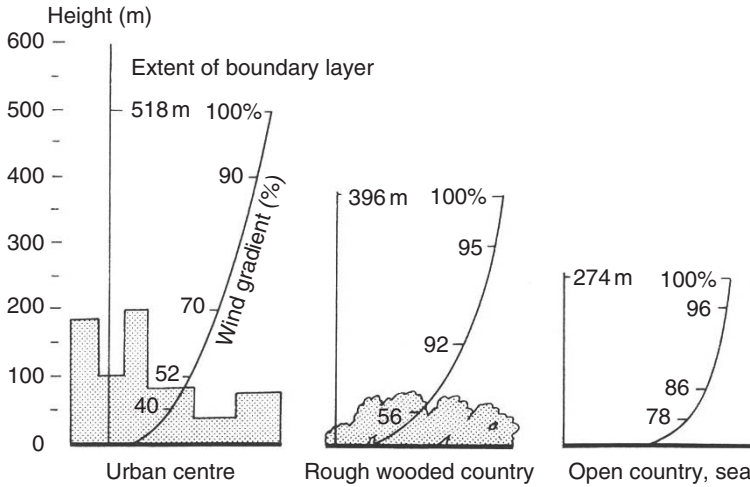 Height (m)
600
500
400
300
200
100
0
Extent of boundary layer
518 m
100%
90
70
52
40
Wind gradient (%)
Urban centre
396 m
100%
95
92
56
Rough wooded country
274 m
100%
96
86
78
Open country, sea